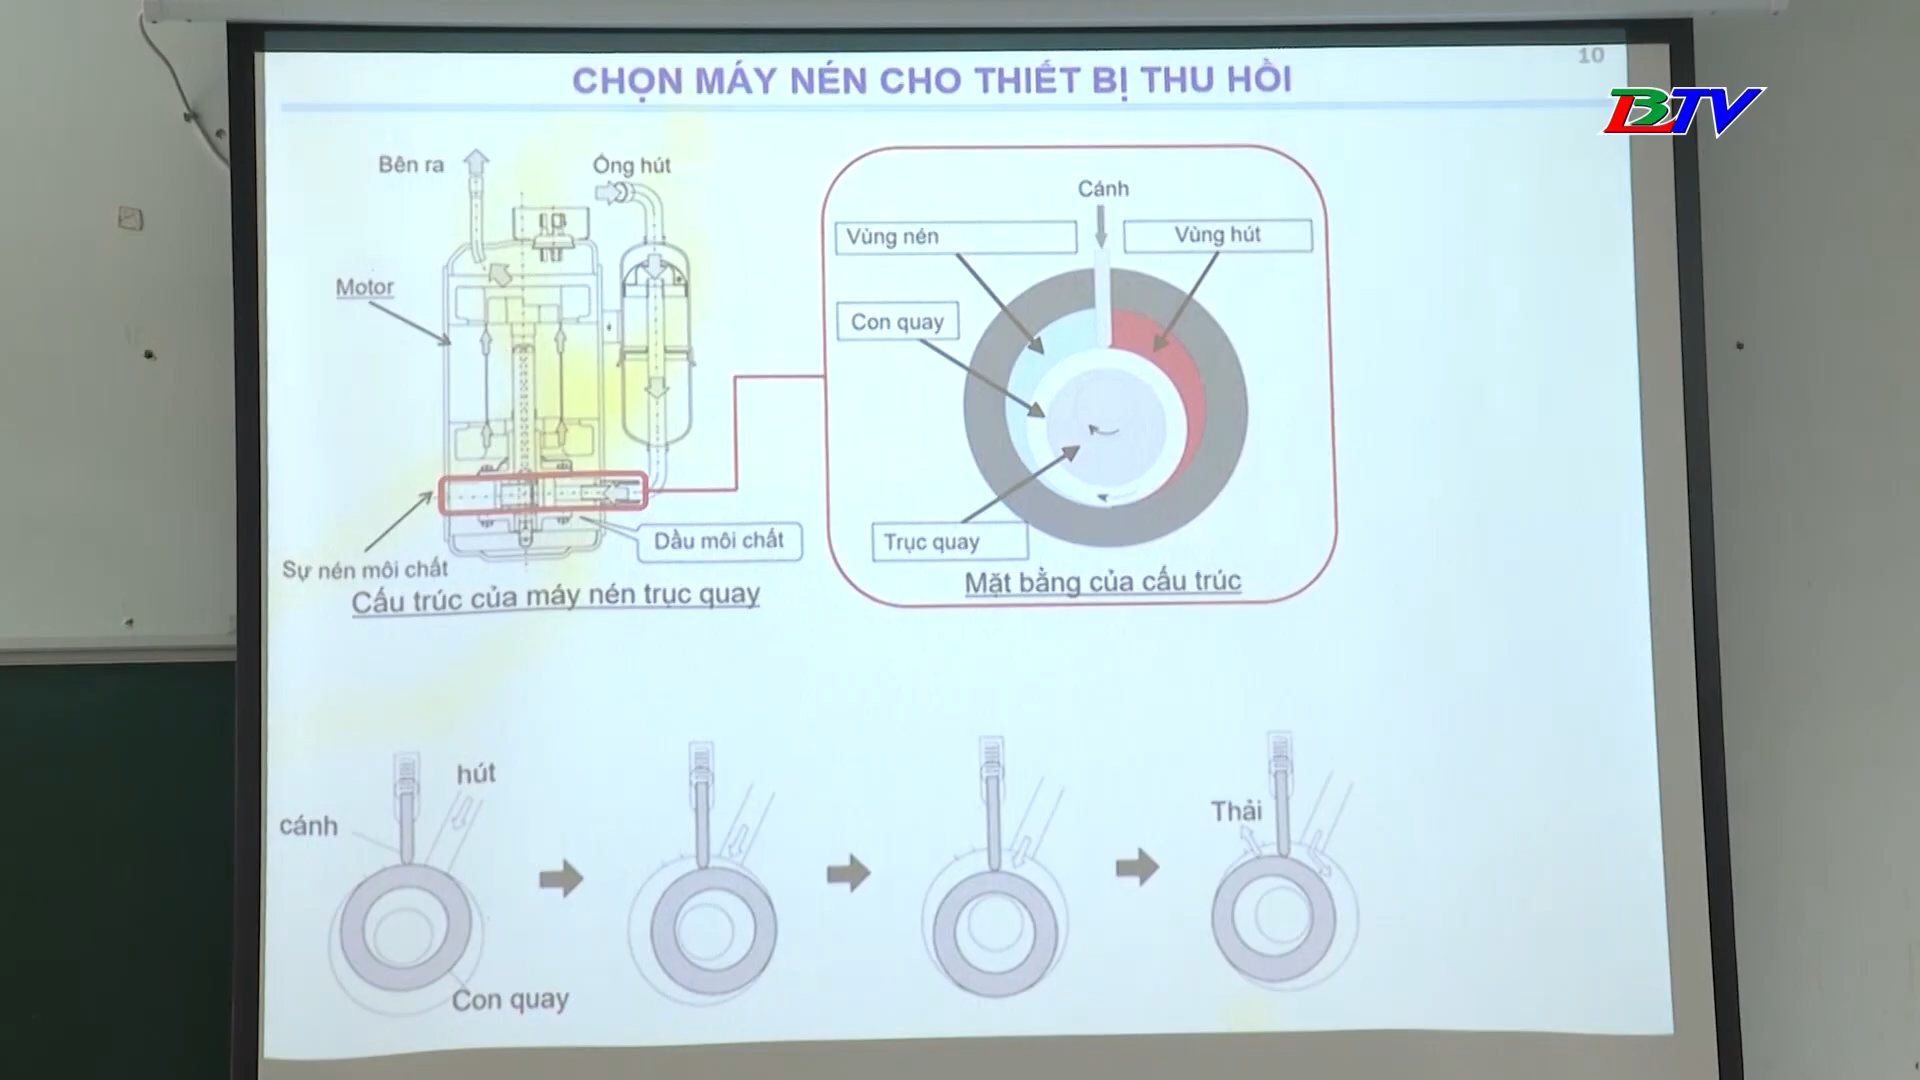 10
CHỌN MÁY NÉN CHO THIẾT BỊ THU HỒI
BTV
Bên ra
Ống hút
Motor
Sự nén môi chất
Dầu môi chất
Cấu trúc của máy nén trục quay
Cánh
Vùng nén
Vùng hút
Con quay
Trục quay
Mặt bằng của cấu trúc
hút
cánh
Con quay
Thải